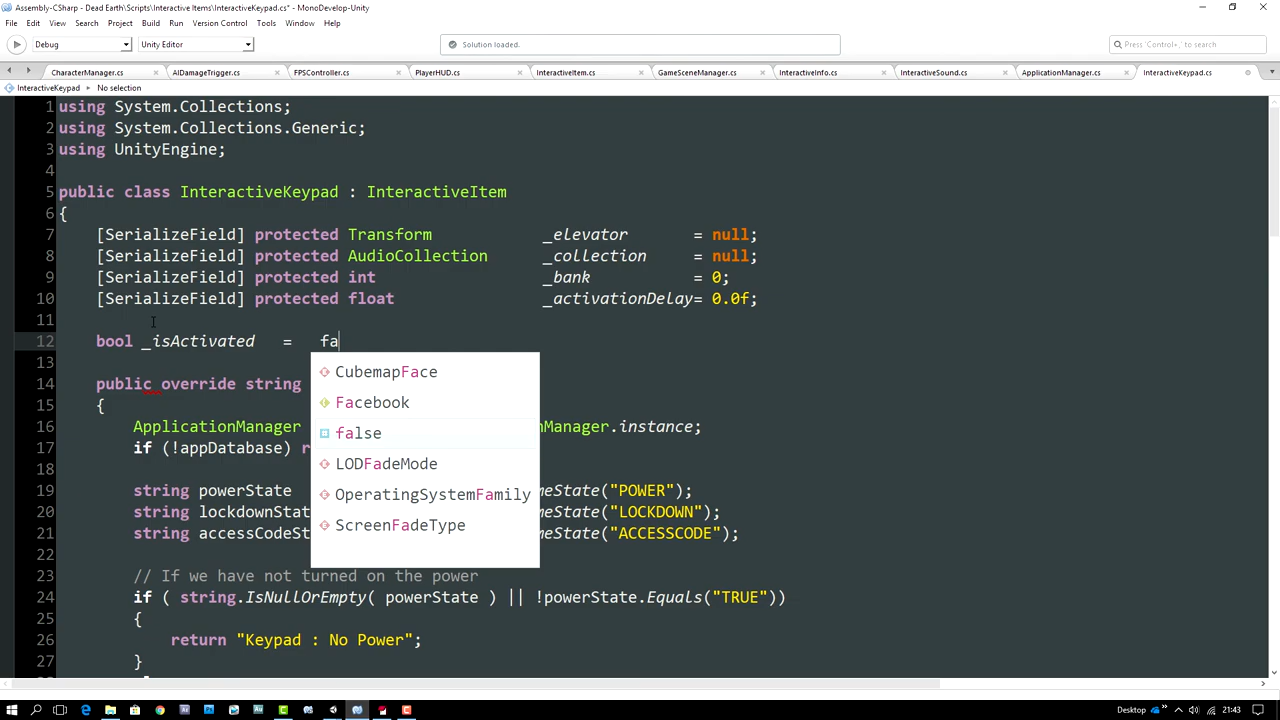 Assembly-CSharp - Dead Earth\Scripts\Interactive Items\InteractiveKeypad.cs* - MonoDevelop-Unity
File Edit View Search Project Build Run Version Control Tools Window Help
Debug Unity Editor Solution loaded. Press 'Control+,' to search
CharacterManager.cs AIDamageTrigger.cs FPSController.cs PlayerHUD.cs InteractiveItem.cs GameSceneManager.cs InteractiveInfo.cs InteractiveSound.cs ApplicationManager.cs InteractiveKeypad.cs
InteractiveKeypad No selection
1 using System.Collections;
2 using System.Collections.Generic;
3 using UnityEngine;
4
5 public class InteractiveKeypad : InteractiveItem
6 {
7 [SerializeField] protected Transform _elevator = null;
8 [SerializeField] protected AudioCollection _collection = null;
9 [SerializeField] protected int _bank = 0;
10 [SerializeField] protected float _activationDelay= 0.0f;
11
12 bool _isActivated = fa
13
CubemapFace
14 public override string
Facebook
15 {
16 ApplicationManager nManager.instance;
false
17 if (!appDatabase) r
18
LODFadeMode
19 string powerState meState("POWER");
OperatingSystemFamily
20 string lockdownStat meState("LOCKDOWN");
21 string accessCodeSt meState("ACCESSCODE");
ScreenFadeType
22
23 // If we have not turned on the power
24 if ( string.IsNullOrEmpty( powerState ) || !powerState.Equals("TRUE"))
25 {
26 return "Keypad : No Power";
27 }
Desktop 21:43